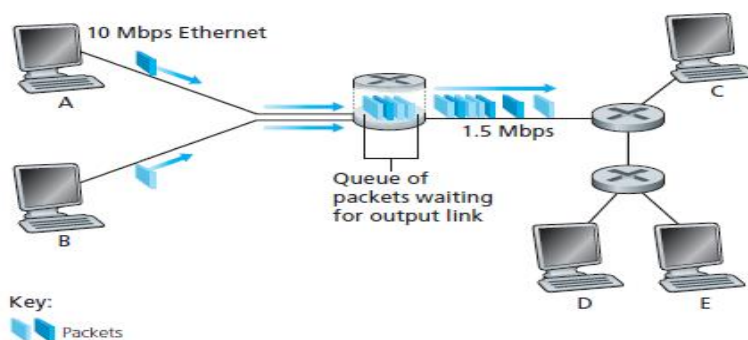 10 Mbps Ethernet
A
C
1.5 Mbps
Queue of
packets waiting
for output link
B
D
E
Key:
Packets